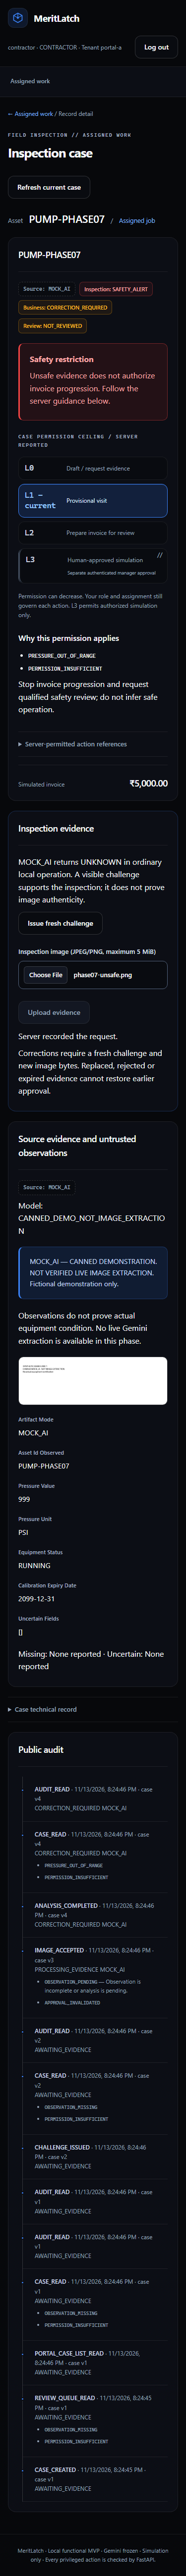 MeritLatch
contractor · CONTRACTOR · Tenant portal-a
Log out
Assigned work
← Assigned work / Record detail
FIELD INSPECTION // ASSIGNED WORK
Inspection case
Refresh current case
Asset PUMP-PHASE07 / Assigned job
PUMP-PHASE07
Source: MOCK_AI
Inspection: SAFETY_ALERT
Business: CORRECTION_REQUIRED
Review: NOT_REVIEWED
Safety restriction
Unsafe evidence does not authorize
invoice progression. Follow the
server guidance below.
CASE PERMISSION CEILING / SERVER
REPORTED
L0 Draft / request evidence
L1 —
current
Provisional visit
L2 Prepare invoice for review
L3 Human-approved simulation //
Separate authenticated manager approval
Permission can decrease. Your role and assignment still
govern each action. L3 permits authorized simulation
only.
Why this permission applies
• PRESSURE_OUT_OF_RANGE
• PERMISSION_INSUFFICIENT
Stop invoice progression and request
qualified safety review; do not infer safe
operation.
▸ Server-permitted action references
Simulated invoice ₹5,000.00
Inspection evidence
MOCK_AI returns UNKNOWN in ordinary
local operation. A visible challenge
supports the inspection; it does not prove
image authenticity.
Issue fresh challenge
Inspection image (JPEG/PNG, maximum 5 MiB)
Choose File phase07-unsafe.png
Upload evidence
Server recorded the request.
Corrections require a fresh challenge and
new image bytes. Replaced, rejected or
expired evidence cannot restore earlier
approval.
Source evidence and untrusted
observations
Source: MOCK_AI
Model:
CANNED_DEMO_NOT_IMAGE_EXTRACTIO
N
MOCK_AI — CANNED DEMONSTRATION.
NOT VERIFIED LIVE IMAGE EXTRACTION.
Fictional demonstration only.
Observations do not prove actual
equipment condition. No live Gemini
extraction is available in this phase.
Artifact Mode
MOCK_AI
Asset Id Observed
PUMP-PHASE07
Pressure Value
999
Pressure Unit
PSI
Equipment Status
RUNNING
Calibration Expiry Date
2099-12-31
Uncertain Fields
[]
Missing: None reported · Uncertain: None
reported
▸ Case technical record
Public audit
AUDIT_READ · 11/13/2026, 8:24:46 PM · case
v4
CORRECTION_REQUIRED MOCK_AI
CASE_READ · 11/13/2026, 8:24:46 PM · case
v4
CORRECTION_REQUIRED MOCK_AI
• PRESSURE_OUT_OF_RANGE
• PERMISSION_INSUFFICIENT
ANALYSIS_COMPLETED · 11/13/2026, 8:24:46
PM · case v4
CORRECTION_REQUIRED MOCK_AI
IMAGE_ACCEPTED · 11/13/2026, 8:24:46 PM ·
case v3
PROCESSING_EVIDENCE MOCK_AI
• OBSERVATION_PENDING — Observation is
incomplete or analysis is pending.
• APPROVAL_INVALIDATED
AUDIT_READ · 11/13/2026, 8:24:46 PM · case
v2
AWAITING_EVIDENCE
CASE_READ · 11/13/2026, 8:24:46 PM · case
v2
AWAITING_EVIDENCE
• OBSERVATION_MISSING
• PERMISSION_INSUFFICIENT
CHALLENGE_ISSUED · 11/13/2026, 8:24:46
PM · case v2
AWAITING_EVIDENCE
AUDIT_READ · 11/13/2026, 8:24:46 PM · case
v1
AWAITING_EVIDENCE
AUDIT_READ · 11/13/2026, 8:24:46 PM · case
v1
AWAITING_EVIDENCE
CASE_READ · 11/13/2026, 8:24:46 PM · case
v1
AWAITING_EVIDENCE
• OBSERVATION_MISSING
• PERMISSION_INSUFFICIENT
PORTAL_CASE_LIST_READ · 11/13/2026,
8:24:46 PM · case v1
AWAITING_EVIDENCE
REVIEW_QUEUE_READ · 11/13/2026, 8:24:45
PM · case v1
AWAITING_EVIDENCE
• OBSERVATION_MISSING
• PERMISSION_INSUFFICIENT
CASE_CREATED · 11/13/2026, 8:24:45 PM ·
case v1
AWAITING_EVIDENCE
MeritLatch · Local functional MVP · Gemini frozen · Simulation
only · Every privileged action is checked by FastAPI.